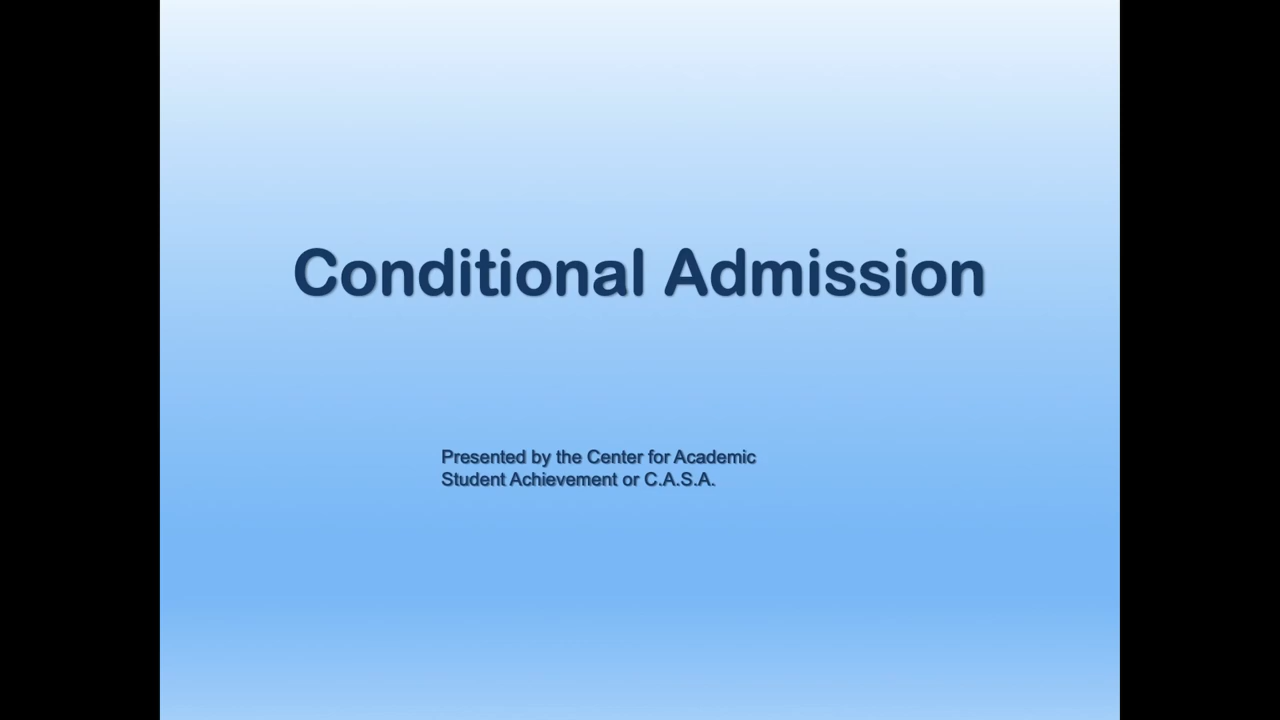 Conditional Admission
Presented by the Center for Academic
Student Achievement or C.A.S.A.